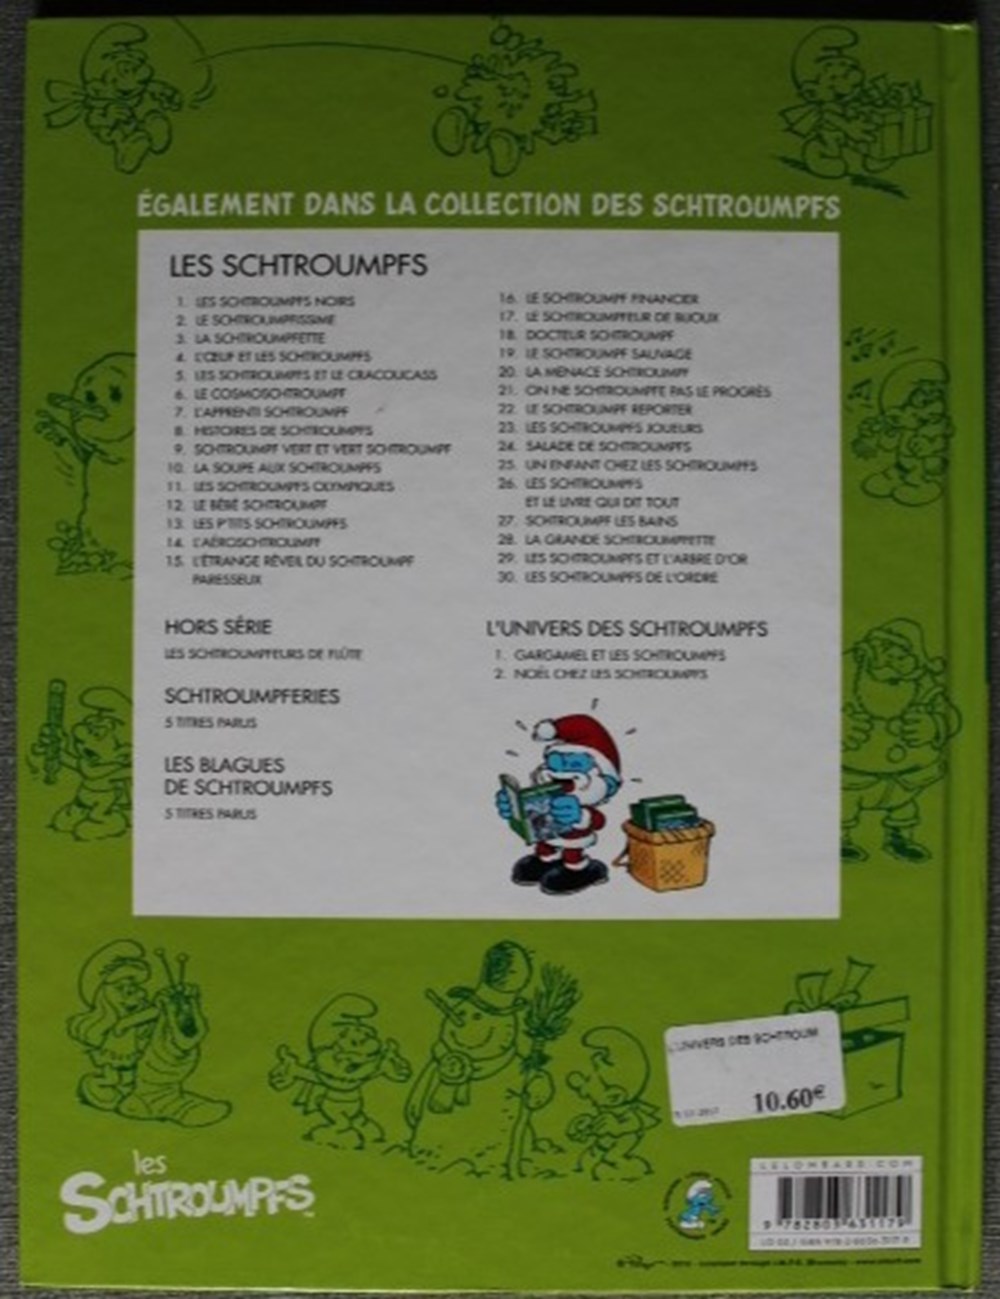 ÉGALEMENT DANS LA COLLECTION DES SCHTROUMPFS
LES SCHTROUMPFS
1. LES SCHTROUMPFS NOIRS
2. LE SCHTROUMPFISSIME
3. LA SCHTROUMPFETTE
4. L'ŒUF ET LES SCHTROUMPFS
5. LES SCHTROUMPFS ET LE CRACOUCASS
6. LE COSMOSCHTROUMPF
7. L'APPRENTI SCHTROUMPF
8. HISTOIRES DE SCHTROUMPFS
9. SCHTROUMPF VERT ET VERT SCHTROUMPF
10. LA SOUPE AUX SCHTROUMPFS
11. LES SCHTROUMPFS OLYMPIQUES
12. LE BÉBÉ SCHTROUMPF
13. LES P'TITS SCHTROUMPFS
14. L'AÉROSCHTROUMPF
15. L'ÉTRANGE RÉVEIL DU SCHTROUMPF
PARESSEUX
16. LE SCHTROUMPF FINANCIER
17. LE SCHTROUMPFEUR DE BIJOUX
18. DOCTEUR SCHTROUMPF
19. LE SCHTROUMPF SAUVAGE
20. LA MENACE SCHTROUMPF
21. ON NE SCHTROUMPFE PAS LE PROGRÈS
22. LE SCHTROUMPF REPORTER
23. LES SCHTROUMPFS JOUEURS
24. SALADE DE SCHTROUMPFS
25. UN ENFANT CHEZ LES SCHTROUMPFS
26. LES SCHTROUMPFS
ET LE LIVRE QUI DIT TOUT
27. SCHTROUMPF LES BAINS
28. LA GRANDE SCHTROUMPFETTE
29. LES SCHTROUMPFS ET L'ARBRE D'OR
30. LES SCHTROUMPFS DE L'ORDRE
HORS SÉRIE
LES SCHTROUMPFEURS DE FLÛTE
SCHTROUMPFERIES
5 TITRES PARUS
LES BLAGUES
DE SCHTROUMPFS
5 TITRES PARUS
L'UNIVERS DES SCHTROUMPFS
1. GARGAMEL ET LES SCHTROUMPFS
2. NOËL CHEZ LES SCHTROUMPFS
L'UNIVERS DES SCHTROUM
10.60€
les
SCHTROUMPFS
LELOMBARD.COM
9 782803 631179